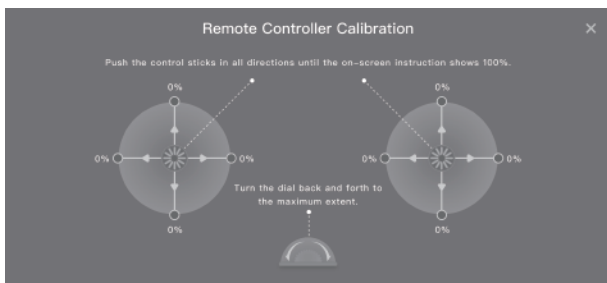 Remote Controller Calibration
Push the control sticks in all directions until the on-screen instruction shows 100%.
0% 0%
0% 0% 0% 0%
Turn the dial back and forth to
the maximum extent.
0% 0%